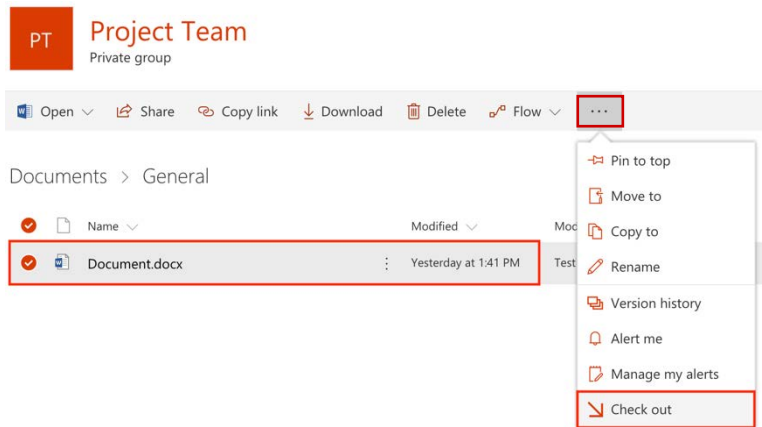 PT
Project Team
Private group
Open Share Copy link Download Delete Flow ...
Documents > General
Name Modified Mod
Document.docx Yesterday at 1:41 PM Test
Pin to top
Move to
Copy to
Rename
Version history
Alert me
Manage my alerts
Check out